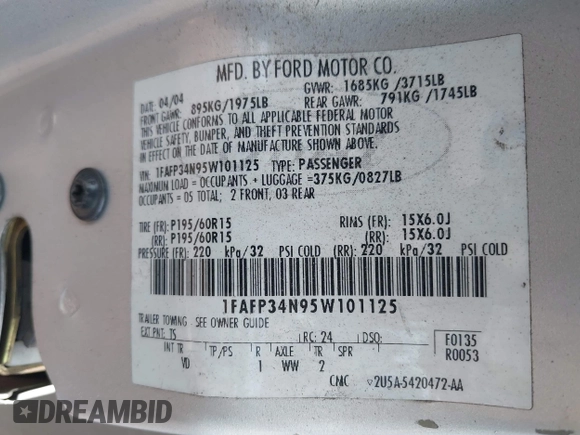 MFD. BY FORD MOTOR CO.
DATE: 04/04 GVWR: 1685KG /3715LB
FRONT GAWR: 895KG/1975LB REAR GAWR: 791KG /1745LB
THIS VEHICLE CONFORMS TO ALL APPLICABLE FEDERAL MOTOR
VEHICLE SAFETY, BUMPER, AND THEFT PREVENTION STANDARDS
IN EFFECT ON THE DATE OF MANUFACTURE SHOWN ABOVE.
VIN: 1FAFP34N95W101125 TYPE: PASSENGER
MAXIMUM LOAD = OCCUPANTS + LUGGAGE =375KG/0827LB
OCCUPANTS = 05 TOTAL; 2 FRONT, 03 REAR
TIRE (FR): P195/60R15 RIMS (FR): 15X6.0J
(RR): P195/60R15 (RR): 15X6.0J
PRESSURE (FR): 220 kPa/32 PSI COLD (RR): 220 kPa/32 PSI COLD
1FAFP34N95W101125
TRAILER TOWING - SEE OWNER GUIDE
EXT PNT: TS RC: 24 DSO: F0135
INT TR TP/PS R AXLE TR SPR R0053
VD 1 WW 2
CMC 2U5A-5420472-AA
DREAMBID